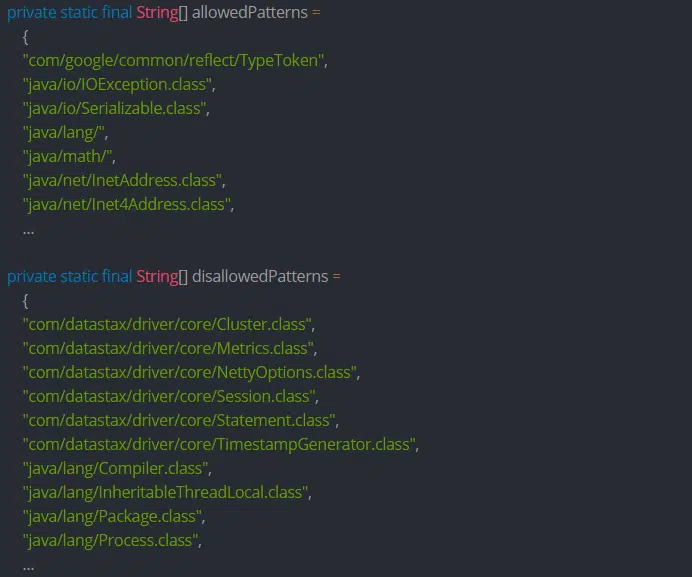 private static final String[] allowedPatterns =
{
"com/google/common/reflect/TypeToken",
"java/io/IOException.class",
"java/io/Serializable.class",
"java/lang/",
"java/math/",
"java/net/InetAddress.class",
"java/net/Inet4Address.class",
...
private static final String[] disallowedPatterns =
{
"com/datastax/driver/core/Cluster.class",
"com/datastax/driver/core/Metrics.class",
"com/datastax/driver/core/NettyOptions.class",
"com/datastax/driver/core/Session.class",
"com/datastax/driver/core/Statement.class",
"com/datastax/driver/core/TimestampGenerator.class",
"java/lang/Compiler.class",
"java/lang/InheritableThreadLocal.class",
"java/lang/Package.class",
"java/lang/Process.class",
...